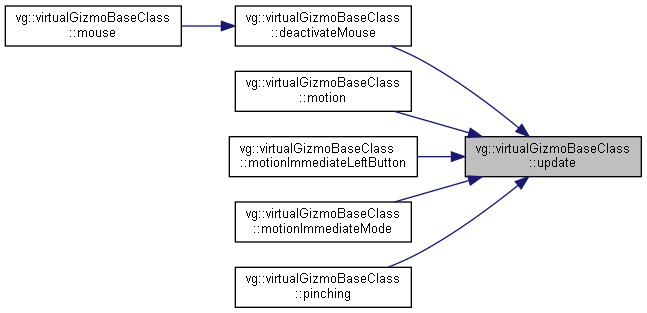 vg::virtualGizmoBaseClass
::mouse
vg::virtualGizmoBaseClass
::deactivateMouse
vg::virtualGizmoBaseClass
::motion
vg::virtualGizmoBaseClass
::motionImmediateLeftButton
vg::virtualGizmoBaseClass
::update
vg::virtualGizmoBaseClass
::motionImmediateMode
vg::virtualGizmoBaseClass
::pinching